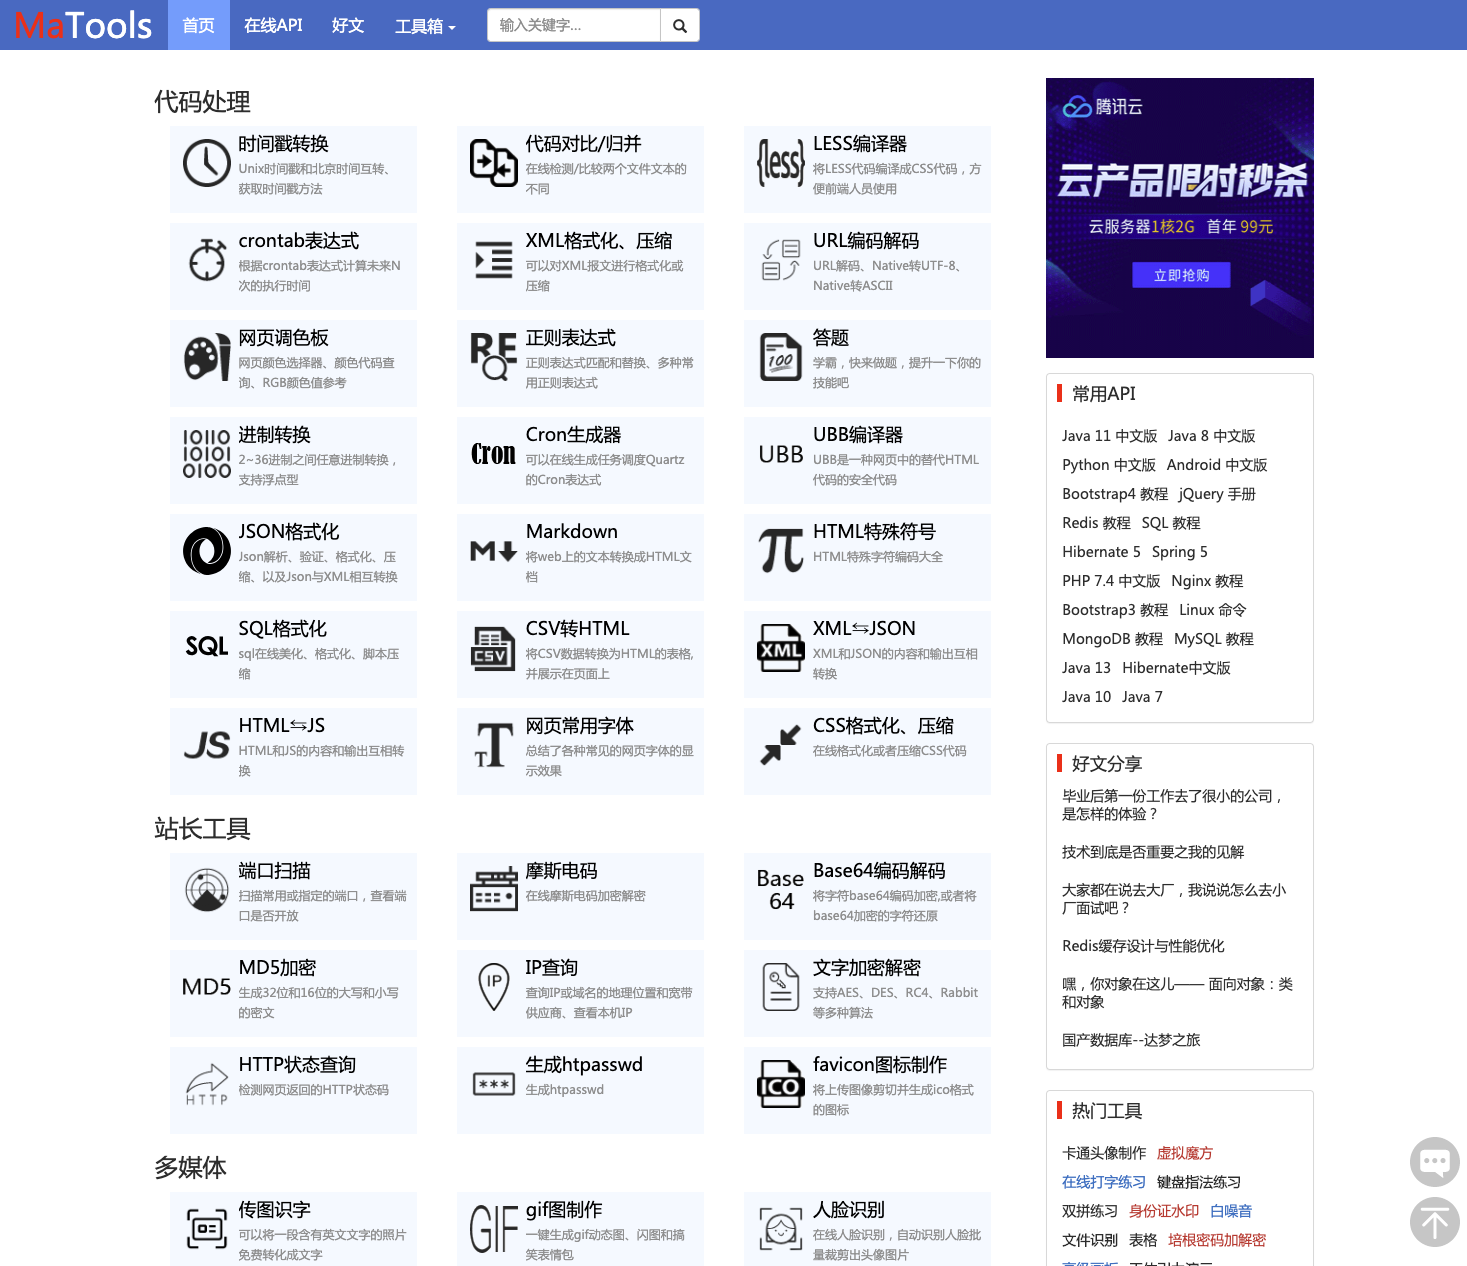 MaTools 首页 在线API 好文 工具箱 输入关键字...
代码处理
时间戳转换
Unix时间戳和北京时间互转、
获取时间戳方法
代码对比/归并
在线检测/比较两个文件文本的
不同
{less}
LESS编译器
将LESS代码编译成CSS代码，方
便前端人员使用
crontab表达式
根据crontab表达式计算未来N
次的执行时间
XML格式化、压缩
可以对XML报文进行格式化或
压缩
URL编码解码
URL解码、Native转UTF-8、
Native转ASCII
网页调色板
网页颜色选择器、颜色代码查
询、RGB颜色值参考
RE
正则表达式
正则表达式匹配和替换、多种常
用正则表达式
100
答题
学霸，快来做题，提升一下你的
技能吧
10110
10101
0100
进制转换
2~36进制之间任意进制转换，
支持浮点型
Cron
Cron生成器
可以在线生成任务调度Quartz
的Cron表达式
UBB
UBB编译器
UBB是一种网页中的替代HTML
代码的安全代码
JSON格式化
Json解析、验证、格式化、压
缩、以及Json与XML相互转换
M
Markdown
将web上的文本转换成HTML文
档
π
HTML特殊符号
HTML特殊字符编码大全
SQL
SQL格式化
sql在线美化、格式化、脚本压
缩
CSV
CSV转HTML
将CSV数据转换为HTML的表格,
并展示在页面上
XML
XML⇆JSON
XML和JSON的内容和输出互相
转换
JS
HTML⇆JS
HTML和JS的内容和输出互相转
换
TT
网页常用字体
总结了各种常见的网页字体的显
示效果
CSS格式化、压缩
在线格式化或者压缩CSS代码
站长工具
端口扫描
扫描常用或指定的端口，查看端
口是否开放
摩斯电码
在线摩斯电码加密解密
Base
64
Base64编码解码
将字符base64编码加密,或者将
base64加密的字符还原
MD5
MD5加密
生成32位和16位的大写和小写
的密文
IP
IP查询
查询IP或域名的地理位置和宽带
供应商、查看本机IP
文字加密解密
支持AES、DES、RC4、Rabbit
等多种算法
HTTP
HTTP状态查询
检测网页返回的HTTP状态码
***
生成htpasswd
生成htpasswd
ICO
favicon图标制作
将上传图像剪切并生成ico格式
的图标
多媒体
传图识字
可以将一段含有英文文字的照片
免费转化成文字
GIF
gif图制作
一键生成gif动态图、闪图和搞
笑表情包
人脸识别
在线人脸识别，自动识别人脸批
量裁剪出头像图片
腾讯云
云产品限时秒杀
云服务器1核2G 首年 99元
立即抢购
常用API
Java 11 中文版 Java 8 中文版
Python 中文版 Android 中文版
Bootstrap4 教程 jQuery 手册
Redis 教程 SQL 教程
Hibernate 5 Spring 5
PHP 7.4 中文版 Nginx 教程
Bootstrap3 教程 Linux 命令
MongoDB 教程 MySQL 教程
Java 13 Hibernate中文版
Java 10 Java 7
好文分享
毕业后第一份工作去了很小的公司，
是怎样的体验？
技术到底是否重要之我的见解
大家都在说去大厂，我说说怎么去小
厂面试吧？
Redis缓存设计与性能优化
嘿，你对象在这儿—— 面向对象：类
和对象
国产数据库--达梦之旅
热门工具
卡通头像制作 虚拟魔方
在线打字练习 键盘指法练习
双拼练习 身份证水印 白噪音
文件识别 表格 培根密码加解密